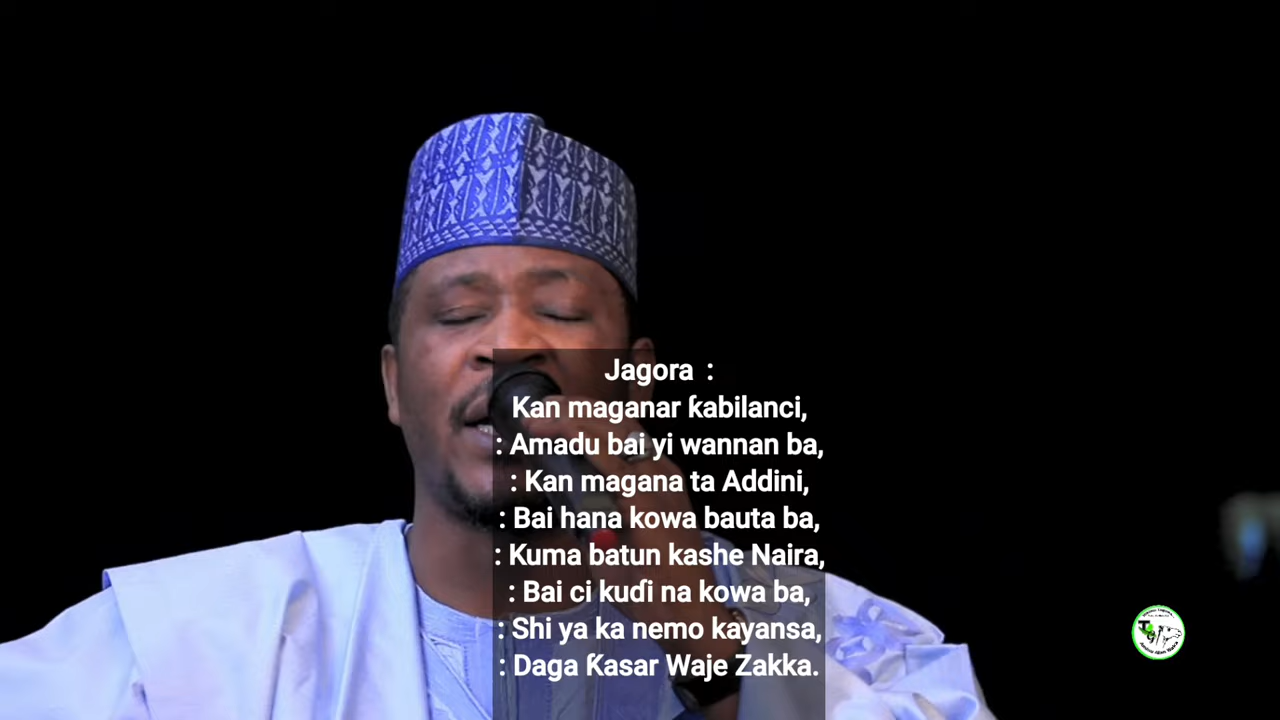 Jagora :
Kan maganar ƙabilanci,
: Amadu bai yi wannan ba,
: Kan magana ta Addini,
: Bai hana kowa bauta ba,
: Kuma batun kashe Naira,
: Bai ci kuɗi na kowa ba,
: Shi ya ka nemo kayansa,
: Daga Ƙasar Waje Zakka.